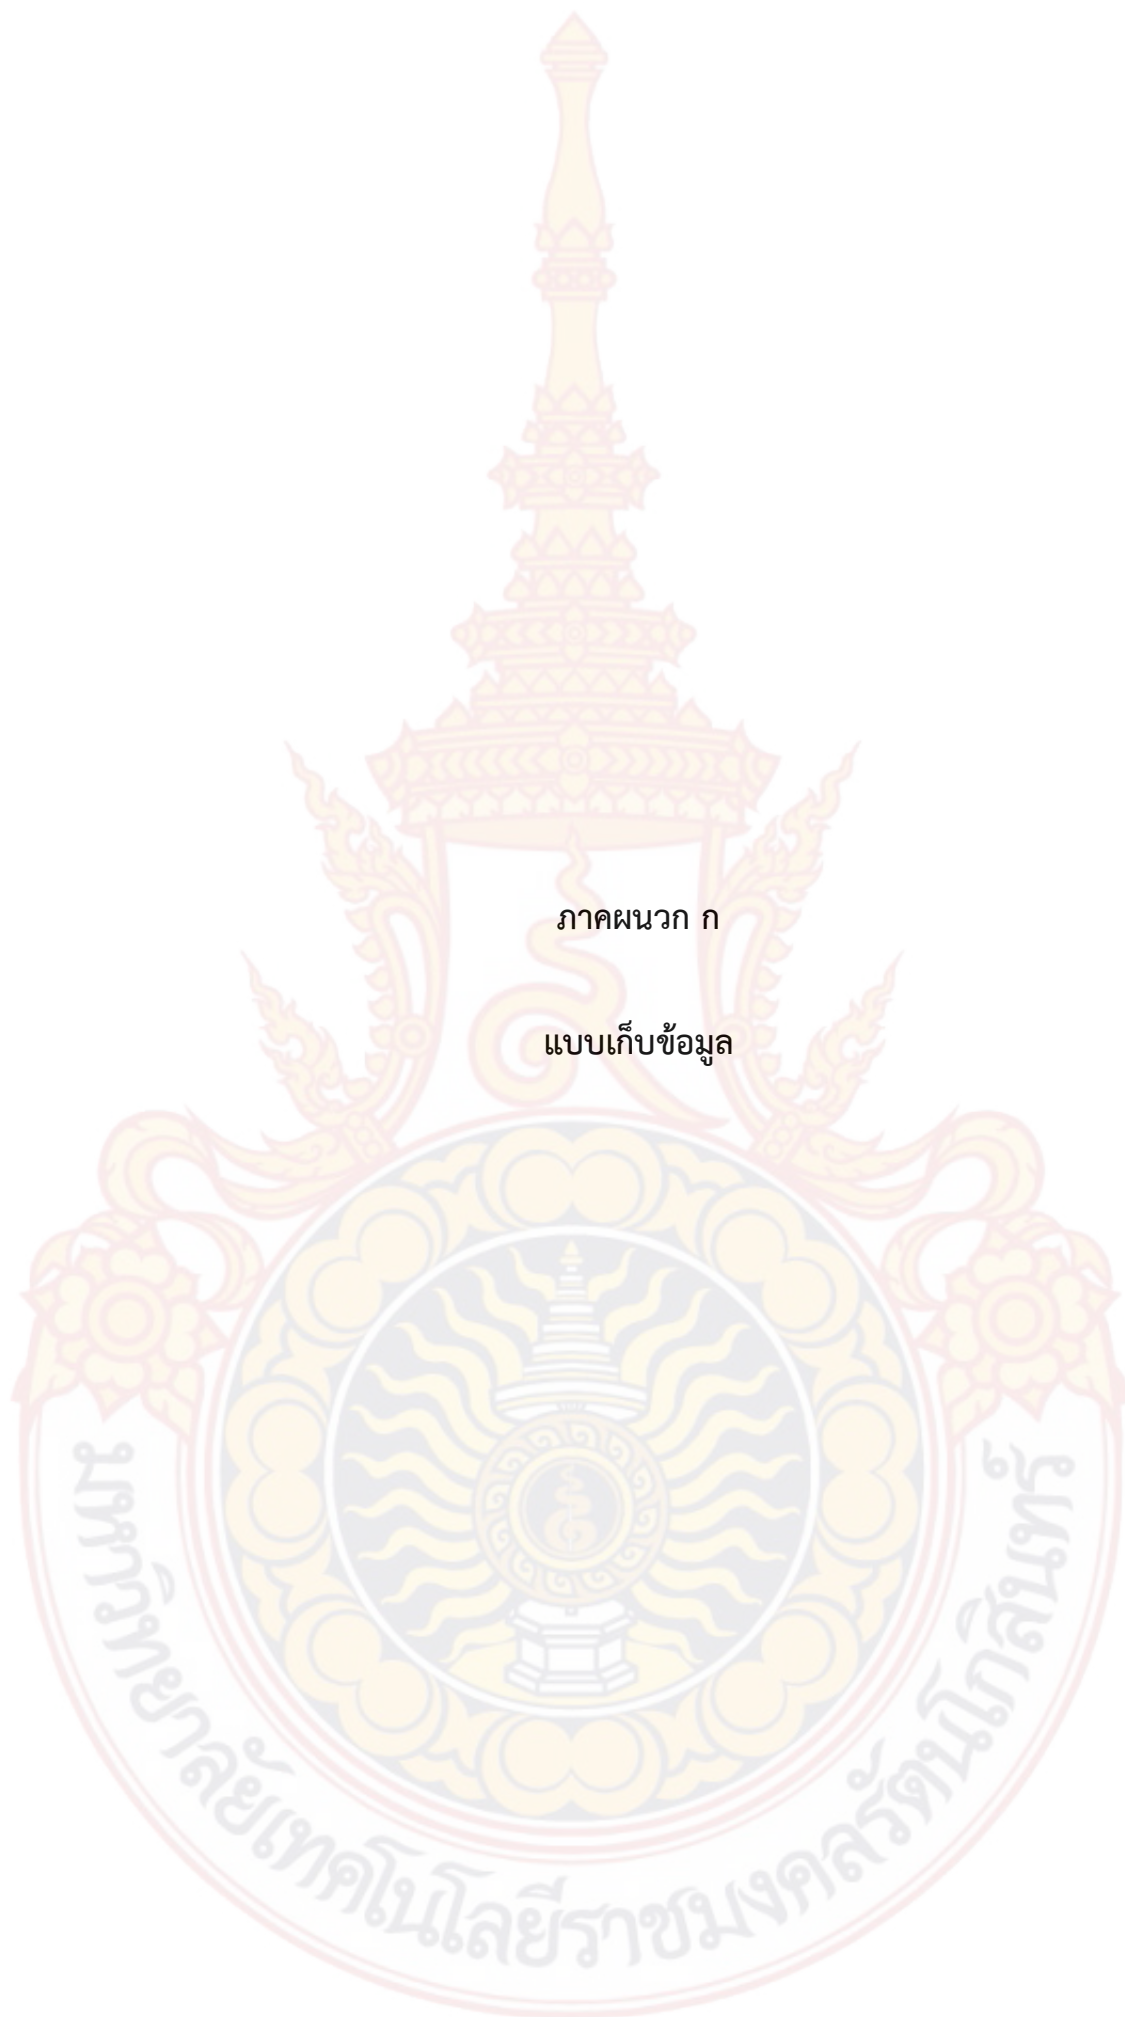 ภาคผนวก ก
แบบเก็บข้อมูล
มหาวิทยาลัยเทคโนโลยีราชมงคลรัตนโกสินทร์